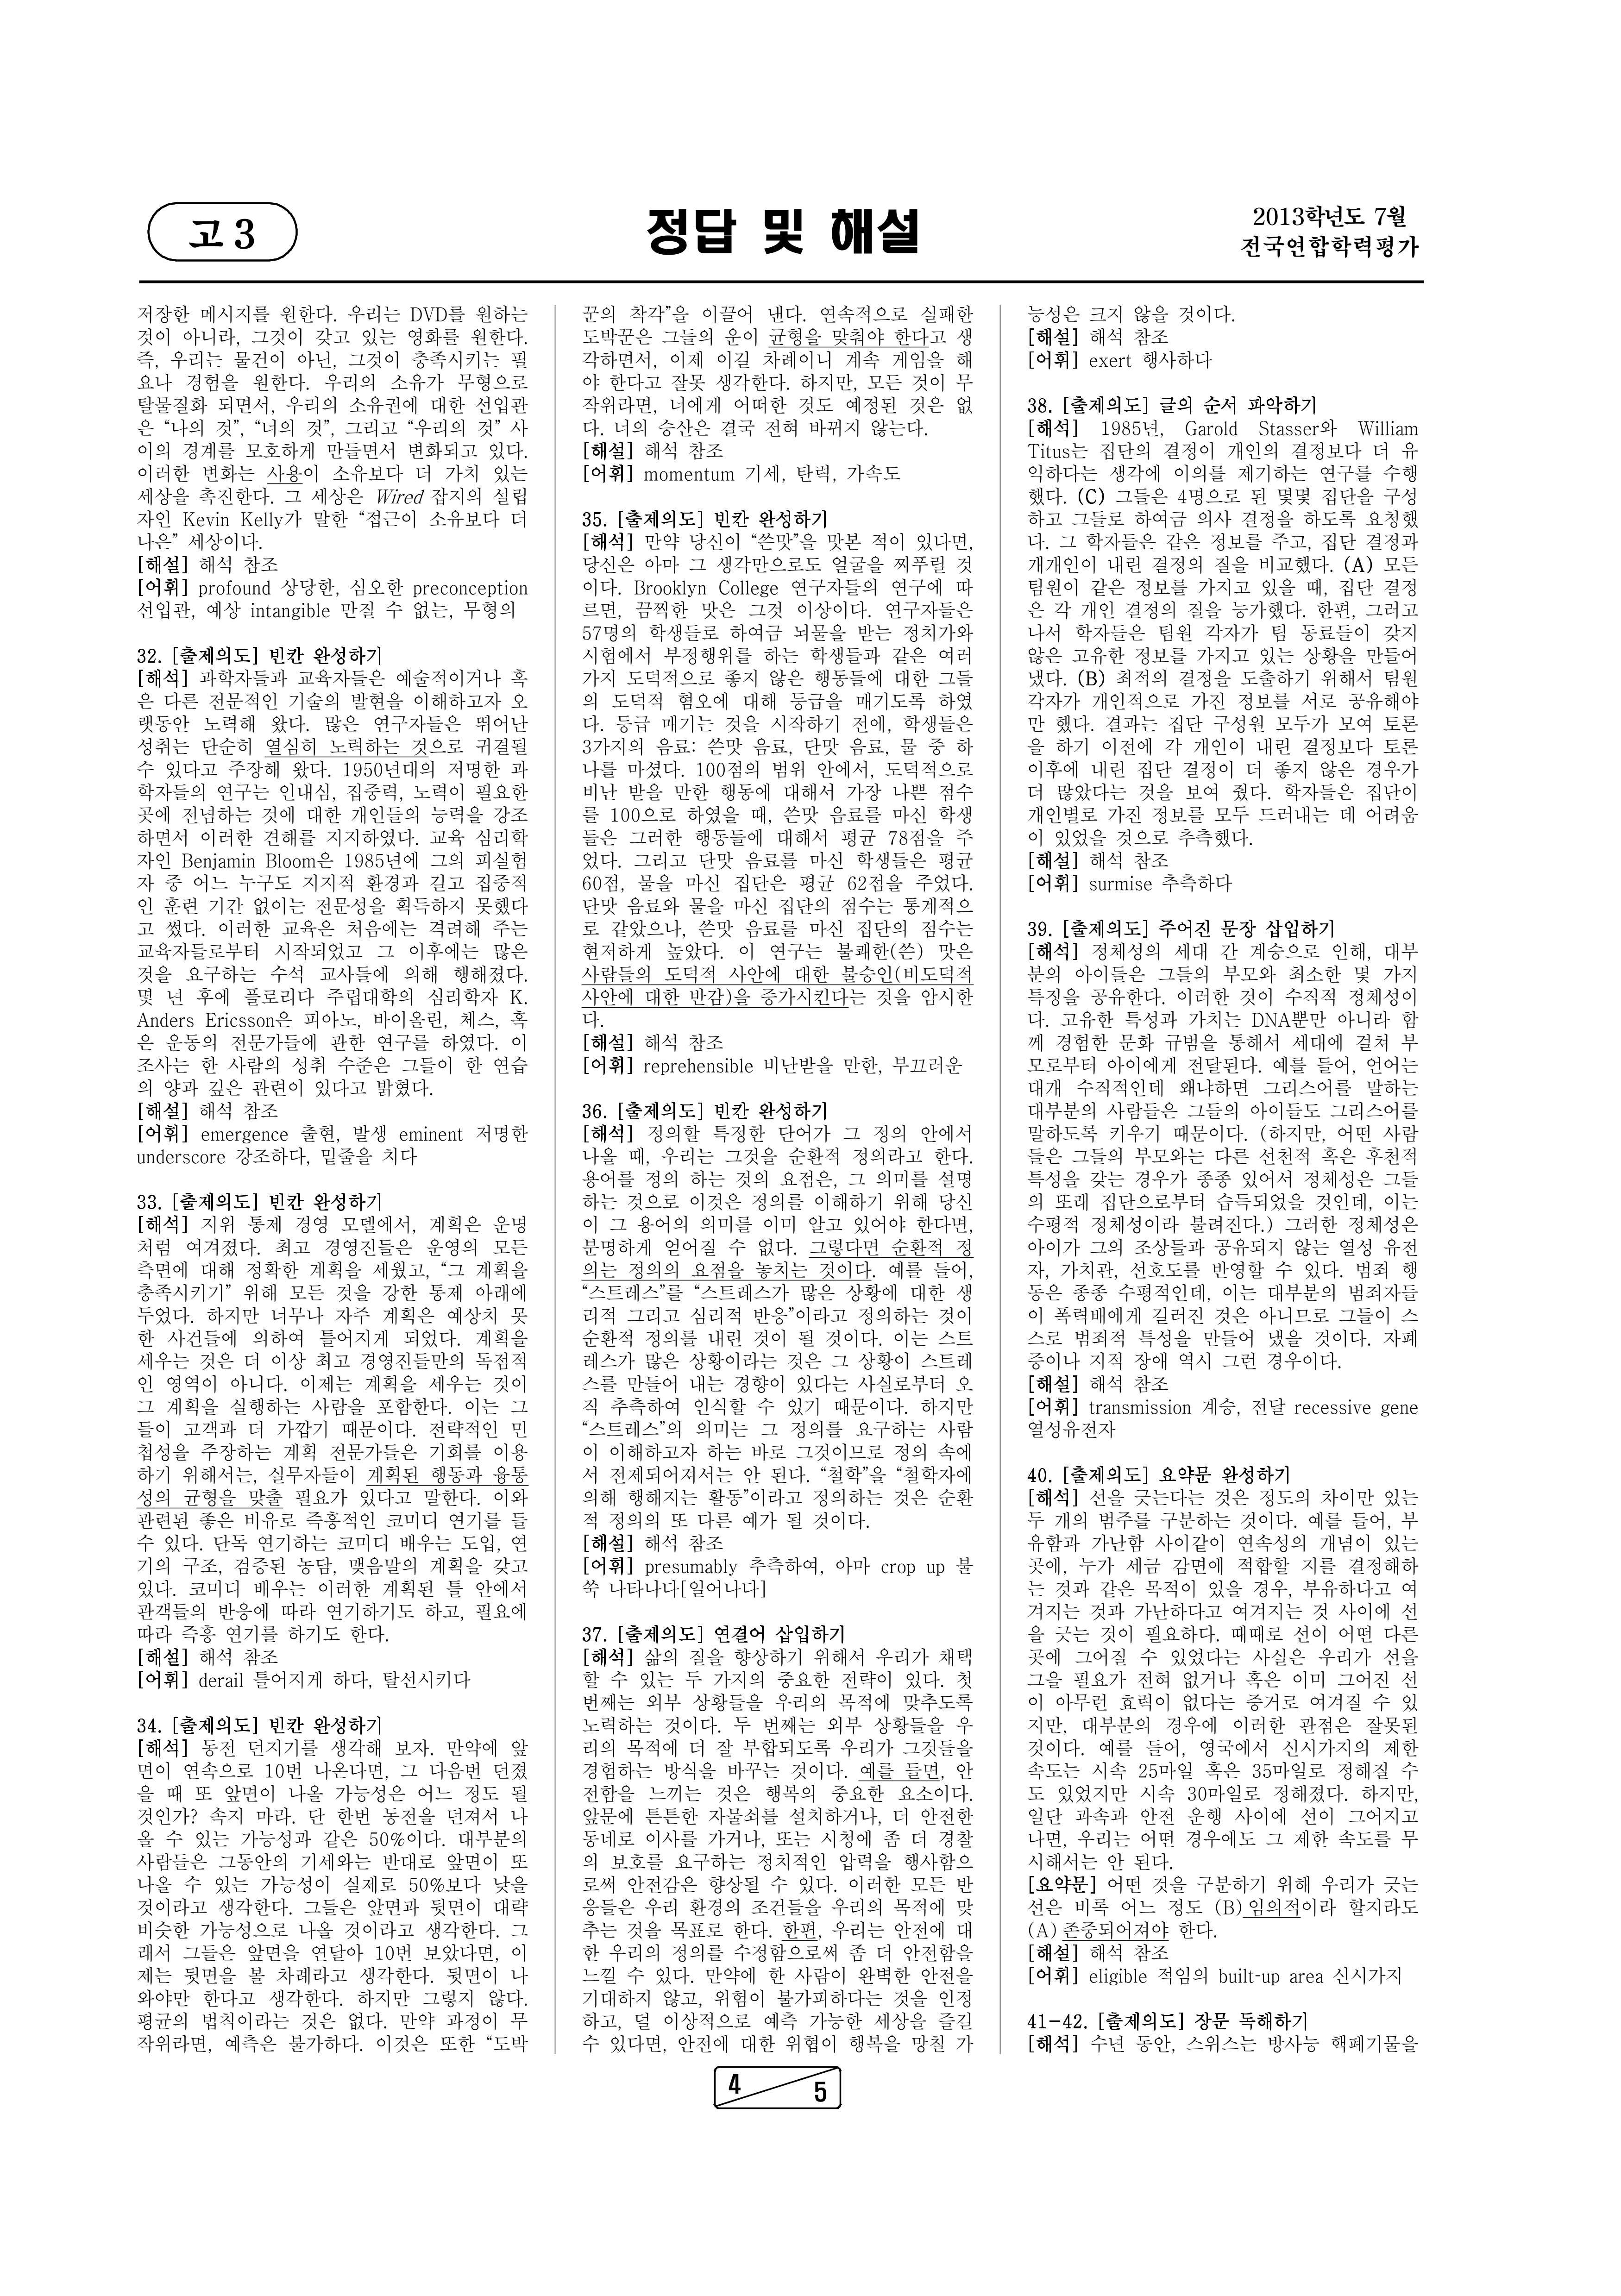 고 3
정답 및 해설
2013학년도 7월
전국연합학력평가
저장한 메시지를 원한다. 우리는 DVD를 원하는
것이 아니라, 그것이 갖고 있는 영화를 원한다.
즉, 우리는 물건이 아닌, 그것이 충족시키는 필
요나 경험을 원한다. 우리의 소유가 무형으로
탈물질화 되면서, 우리의 소유권에 대한 선입관
은 “나의 것”, “너의 것”, 그리고 “우리의 것” 사
이의 경계를 모호하게 만들면서 변화되고 있다.
이러한 변화는 사용이 소유보다 더 가치 있는
세상을 촉진한다. 그 세상은 Wired 잡지의 설립
자인 Kevin Kelly가 말한 “접근이 소유보다 더
나은” 세상이다.
[해설] 해석 참조
[어휘] profound 상당한, 심오한 preconception
선입관, 예상 intangible 만질 수 없는, 무형의
32. [출제의도] 빈칸 완성하기
[해석] 과학자들과 교육자들은 예술적이거나 혹
은 다른 전문적인 기술의 발현을 이해하고자 오
랫동안 노력해 왔다. 많은 연구자들은 뛰어난
성취는 단순히 열심히 노력하는 것으로 귀결될
수 있다고 주장해 왔다. 1950년대의 저명한 과
학자들의 연구는 인내심, 집중력, 노력이 필요한
곳에 전념하는 것에 대한 개인들의 능력을 강조
하면서 이러한 견해를 지지하였다. 교육 심리학
자인 Benjamin Bloom은 1985년에 그의 피실험
자 중 어느 누구도 지지적 환경과 길고 집중적
인 훈련 기간 없이는 전문성을 획득하지 못했다
고 썼다. 이러한 교육은 처음에는 격려해 주는
교육자들로부터 시작되었고 그 이후에는 많은
것을 요구하는 수석 교사들에 의해 행해졌다.
몇 년 후에 플로리다 주립대학의 심리학자 K.
Anders Ericsson은 피아노, 바이올린, 체스, 혹
은 운동의 전문가들에 관한 연구를 하였다. 이
조사는 한 사람의 성취 수준은 그들이 한 연습
의 양과 깊은 관련이 있다고 밝혔다.
[해설] 해석 참조
[어휘] emergence 출현, 발생 eminent 저명한
underscore 강조하다, 밑줄을 치다
33. [출제의도] 빈칸 완성하기
[해석] 지위 통제 경영 모델에서, 계획은 운명
처럼 여겨졌다. 최고 경영진들은 운영의 모든
측면에 대해 정확한 계획을 세웠고, “그 계획을
충족시키기” 위해 모든 것을 강한 통제 아래에
두었다. 하지만 너무나 자주 계획은 예상치 못
한 사건들에 의하여 틀어지게 되었다. 계획을
세우는 것은 더 이상 최고 경영진들만의 독점적
인 영역이 아니다. 이제는 계획을 세우는 것이
그 계획을 실행하는 사람을 포함한다. 이는 그
들이 고객과 더 가깝기 때문이다. 전략적인 민
첩성을 주장하는 계획 전문가들은 기회를 이용
하기 위해서는, 실무자들이 계획된 행동과 융통
성의 균형을 맞출 필요가 있다고 말한다. 이와
관련된 좋은 비유로 즉흥적인 코미디 연기를 들
수 있다. 단독 연기하는 코미디 배우는 도입, 연
기의 구조, 검증된 농담, 맺음말의 계획을 갖고
있다. 코미디 배우는 이러한 계획된 틀 안에서
관객들의 반응에 따라 연기하기도 하고, 필요에
따라 즉흥 연기를 하기도 한다.
[해설] 해석 참조
[어휘] derail 틀어지게 하다, 탈선시키다
34. [출제의도] 빈칸 완성하기
[해석] 동전 던지기를 생각해 보자. 만약에 앞
면이 연속으로 10번 나온다면, 그 다음번 던졌
을 때 또 앞면이 나올 가능성은 어느 정도 될
것인가? 속지 마라. 단 한번 동전을 던져서 나
올 수 있는 가능성과 같은 50%이다. 대부분의
사람들은 그동안의 기세와는 반대로 앞면이 또
나올 수 있는 가능성이 실제로 50%보다 낮을
것이라고 생각한다. 그들은 앞면과 뒷면이 대략
비슷한 가능성으로 나올 것이라고 생각한다. 그
래서 그들은 앞면을 연달아 10번 보았다면, 이
제는 뒷면을 볼 차례라고 생각한다. 뒷면이 나
와야만 한다고 생각한다. 하지만 그렇지 않다.
평균의 법칙이라는 것은 없다. 만약 과정이 무
작위라면, 예측은 불가하다. 이것은 또한 “도박
꾼의 착각”을 이끌어 낸다. 연속적으로 실패한
도박꾼은 그들의 운이 균형을 맞춰야 한다고 생
각하면서, 이제 이길 차례이니 계속 게임을 해
야 한다고 잘못 생각한다. 하지만, 모든 것이 무
작위라면, 너에게 어떠한 것도 예정된 것은 없
다. 너의 승산은 결국 전혀 바뀌지 않는다.
[해설] 해석 참조
[어휘] momentum 기세, 탄력, 가속도
35. [출제의도] 빈칸 완성하기
[해석] 만약 당신이 “쓴맛”을 맛본 적이 있다면,
당신은 아마 그 생각만으로도 얼굴을 찌푸릴 것
이다. Brooklyn College 연구자들의 연구에 따
르면, 끔찍한 맛은 그것 이상이다. 연구자들은
57명의 학생들로 하여금 뇌물을 받는 정치가와
시험에서 부정행위를 하는 학생들과 같은 여러
가지 도덕적으로 좋지 않은 행동들에 대한 그들
의 도덕적 혐오에 대해 등급을 매기도록 하였
다. 등급 매기는 것을 시작하기 전에, 학생들은
3가지의 음료: 쓴맛 음료, 단맛 음료, 물 중 하
나를 마셨다. 100점의 범위 안에서, 도덕적으로
비난 받을 만한 행동에 대해서 가장 나쁜 점수
를 100으로 하였을 때, 쓴맛 음료를 마신 학생
들은 그러한 행동들에 대해서 평균 78점을 주
었다. 그리고 단맛 음료를 마신 학생들은 평균
60점, 물을 마신 집단은 평균 62점을 주었다.
단맛 음료와 물을 마신 집단의 점수는 통계적으
로 같았으나, 쓴맛 음료를 마신 집단의 점수는
현저하게 높았다. 이 연구는 불쾌한(쓴) 맛은
사람들의 도덕적 사안에 대한 불승인(비도덕적
사안에 대한 반감)을 증가시킨다는 것을 암시한
다.
[해설] 해석 참조
[어휘] reprehensible 비난받을 만한, 부끄러운
36. [출제의도] 빈칸 완성하기
[해석] 정의할 특정한 단어가 그 정의 안에서
나올 때, 우리는 그것을 순환적 정의라고 한다.
용어를 정의 하는 것의 요점은, 그 의미를 설명
하는 것으로 이것은 정의를 이해하기 위해 당신
이 그 용어의 의미를 이미 알고 있어야 한다면,
분명하게 얻어질 수 없다. 그렇다면 순환적 정
의는 정의의 요점을 놓치는 것이다. 예를 들어,
“스트레스”를 “스트레스가 많은 상황에 대한 생
리적 그리고 심리적 반응”이라고 정의하는 것이
순환적 정의를 내린 것이 될 것이다. 이는 스트
레스가 많은 상황이라는 것은 그 상황이 스트레
스를 만들어 내는 경향이 있다는 사실로부터 오
직 추측하여 인식할 수 있기 때문이다. 하지만
“스트레스”의 의미는 그 정의를 요구하는 사람
이 이해하고자 하는 바로 그것이므로 정의 속에
서 전제되어져서는 안 된다. “철학”을 “철학자에
의해 행해지는 활동”이라고 정의하는 것은 순환
적 정의의 또 다른 예가 될 것이다.
[해설] 해석 참조
[어휘] presumably 추측하여, 아마 crop up 불
쑥 나타나다[일어나다]
37. [출제의도] 연결어 삽입하기
[해석] 삶의 질을 향상하기 위해서 우리가 채택
할 수 있는 두 가지의 중요한 전략이 있다. 첫
번째는 외부 상황들을 우리의 목적에 맞추도록
노력하는 것이다. 두 번째는 외부 상황들을 우
리의 목적에 더 잘 부합되도록 우리가 그것들을
경험하는 방식을 바꾸는 것이다. 예를 들면, 안
전함을 느끼는 것은 행복의 중요한 요소이다.
앞문에 튼튼한 자물쇠를 설치하거나, 더 안전한
동네로 이사를 가거나, 또는 시청에 좀 더 경찰
의 보호를 요구하는 정치적인 압력을 행사함으
로써 안전감은 향상될 수 있다. 이러한 모든 반
응들은 우리 환경의 조건들을 우리의 목적에 맞
추는 것을 목표로 한다. 한편, 우리는 안전에 대
한 우리의 정의를 수정함으로써 좀 더 안전함을
느낄 수 있다. 만약에 한 사람이 완벽한 안전을
기대하지 않고, 위험이 불가피하다는 것을 인정
하고, 덜 이상적으로 예측 가능한 세상을 즐길
수 있다면, 안전에 대한 위협이 행복을 망칠 가
능성은 크지 않을 것이다.
[해설] 해석 참조
[어휘] exert 행사하다
38. [출제의도] 글의 순서 파악하기
[해석] 1985년, Garold Stasser와 William
Titus는 집단의 결정이 개인의 결정보다 더 유
익하다는 생각에 이의를 제기하는 연구를 수행
했다. (C) 그들은 4명으로 된 몇몇 집단을 구성
하고 그들로 하여금 의사 결정을 하도록 요청했
다. 그 학자들은 같은 정보를 주고, 집단 결정과
개개인이 내린 결정의 질을 비교했다. (A) 모든
팀원이 같은 정보를 가지고 있을 때, 집단 결정
은 각 개인 결정의 질을 능가했다. 한편, 그러고
나서 학자들은 팀원 각자가 팀 동료들이 갖지
않은 고유한 정보를 가지고 있는 상황을 만들어
냈다. (B) 최적의 결정을 도출하기 위해서 팀원
각자가 개인적으로 가진 정보를 서로 공유해야
만 했다. 결과는 집단 구성원 모두가 모여 토론
을 하기 이전에 각 개인이 내린 결정보다 토론
이후에 내린 집단 결정이 더 좋지 않은 경우가
더 많았다는 것을 보여 줬다. 학자들은 집단이
개인별로 가진 정보를 모두 드러내는 데 어려움
이 있었을 것으로 추측했다.
[해설] 해석 참조
[어휘] surmise 추측하다
39. [출제의도] 주어진 문장 삽입하기
[해석] 정체성의 세대 간 계승으로 인해, 대부
분의 아이들은 그들의 부모와 최소한 몇 가지
특징을 공유한다. 이러한 것이 수직적 정체성이
다. 고유한 특성과 가치는 DNA뿐만 아니라 함
께 경험한 문화 규범을 통해서 세대에 걸쳐 부
모로부터 아이에게 전달된다. 예를 들어, 언어는
대개 수직적인데 왜냐하면 그리스어를 말하는
대부분의 사람들은 그들의 아이들도 그리스어를
말하도록 키우기 때문이다. (하지만, 어떤 사람
들은 그들의 부모와는 다른 선천적 혹은 후천적
특성을 갖는 경우가 종종 있어서 정체성은 그들
의 또래 집단으로부터 습득되었을 것인데, 이는
수평적 정체성이라 불려진다.) 그러한 정체성은
아이가 그의 조상들과 공유되지 않는 열성 유전
자, 가치관, 선호도를 반영할 수 있다. 범죄 행
동은 종종 수평적인데, 이는 대부분의 범죄자들
이 폭력배에게 길러진 것은 아니므로 그들이 스
스로 범죄적 특성을 만들어 냈을 것이다. 자폐
증이나 지적 장애 역시 그런 경우이다.
[해설] 해석 참조
[어휘] transmission 계승, 전달 recessive gene
열성유전자
40. [출제의도] 요약문 완성하기
[해석] 선을 긋는다는 것은 정도의 차이만 있는
두 개의 범주를 구분하는 것이다. 예를 들어, 부
유함과 가난함 사이같이 연속성의 개념이 있는
곳에, 누가 세금 감면에 적합할 지를 결정해하
는 것과 같은 목적이 있을 경우, 부유하다고 여
겨지는 것과 가난하다고 여겨지는 것 사이에 선
을 긋는 것이 필요하다. 때때로 선이 어떤 다른
곳에 그어질 수 있었다는 사실은 우리가 선을
그을 필요가 전혀 없거나 혹은 이미 그어진 선
이 아무런 효력이 없다는 증거로 여겨질 수 있
지만, 대부분의 경우에 이러한 관점은 잘못된
것이다. 예를 들어, 영국에서 신시가지의 제한
속도는 시속 25마일 혹은 35마일로 정해질 수
도 있었지만 시속 30마일로 정해졌다. 하지만,
일단 과속과 안전 운행 사이에 선이 그어지고
나면, 우리는 어떤 경우에도 그 제한 속도를 무
시해서는 안 된다.
[요약문] 어떤 것을 구분하기 위해 우리가 긋는
선은 비록 어느 정도 (B) 임의적이라 할지라도
(A) 존중되어져야 한다.
[해설] 해석 참조
[어휘] eligible 적임의 built-up area 신시가지
41-42. [출제의도] 장문 독해하기
[해석] 수년 동안, 스위스는 방사능 핵폐기물을
4
5